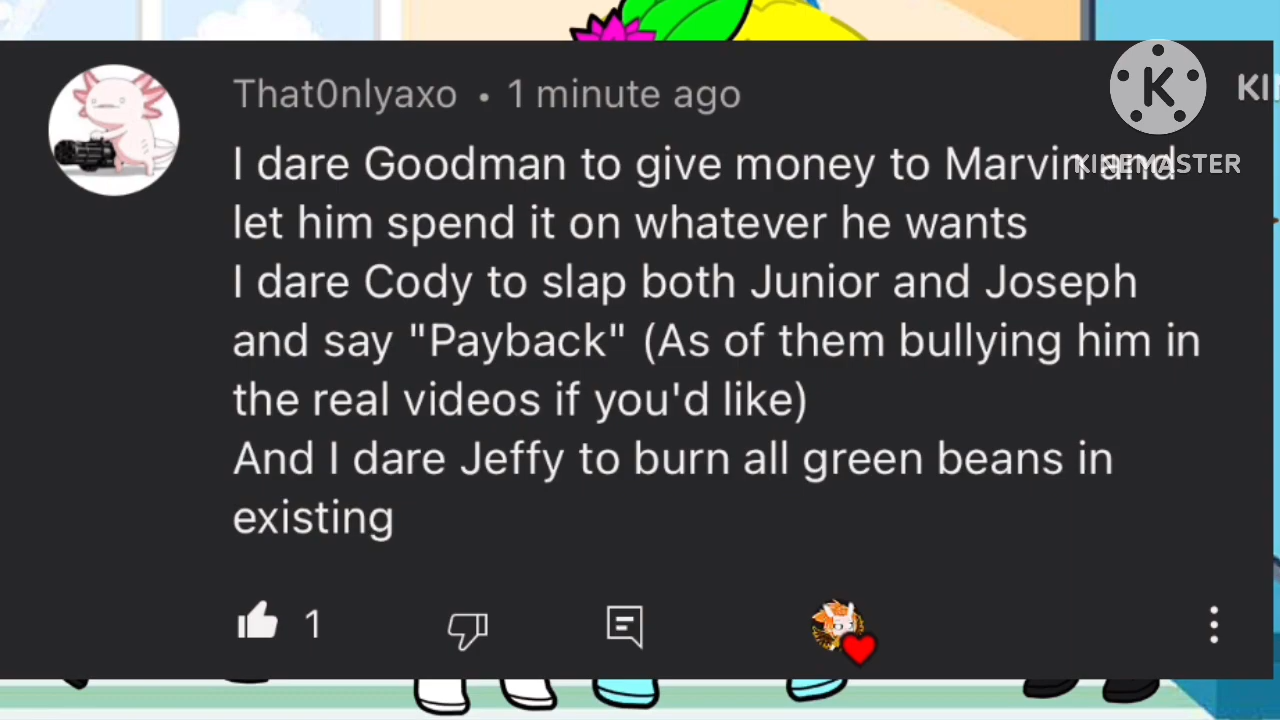 That0nlyaxo • 1 minute ago
I dare Goodman to give money to Marvin and
let him spend it on whatever he wants
I dare Cody to slap both Junior and Joseph
and say "Payback" (As of them bullying him in
the real videos if you'd like)
And I dare Jeffy to burn all green beans in
existing
1
K
KINEMASTER